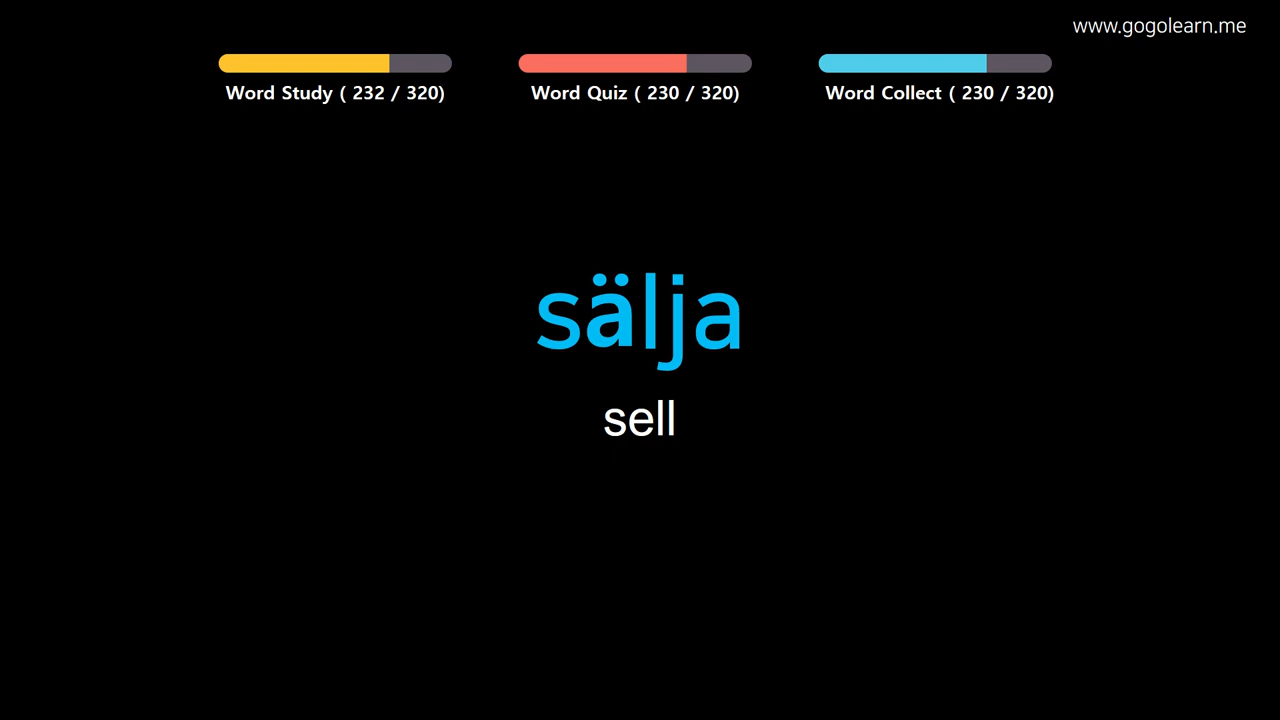 www.gogolearn.me
Word Study ( 232 / 320)
Word Quiz ( 230 / 320)
Word Collect ( 230 / 320)
sälja
sell